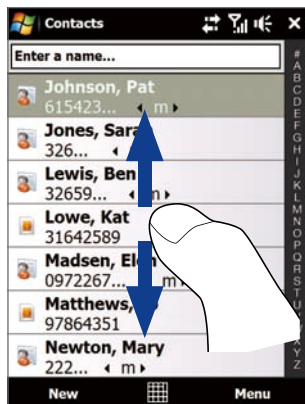 Contacts
Enter a name...
Johnson, Pat
615423... m
Jones, Sara
326...
Lewis, Ben
32659... m
Lowe, Kat
31642589
Madsen,
0972267... m
Matthews,
97864351
Newton, Mary
222... m
New Menu
#
A
B
C
D
E
F
G
H
I
J
K
L
M
N
O
P
Q
R
S
T
U
X
Y
Z